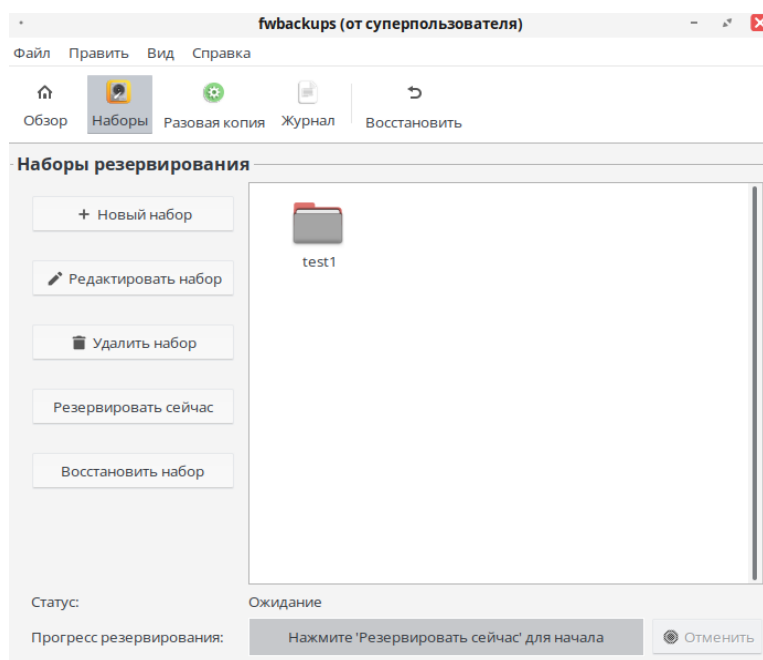 fwbackups (от суперпользователя)
Файл Править Вид Справка
Обзор Наборы Разовая копия Журнал Восстановить
Наборы резервирования
+ Новый набор
Редактировать набор
Удалить набор
Резервировать сейчас
Восстановить набор
test1
Статус: Ожидание
Прогресс резервирования: Нажмите 'Резервировать сейчас' для начала Отменить